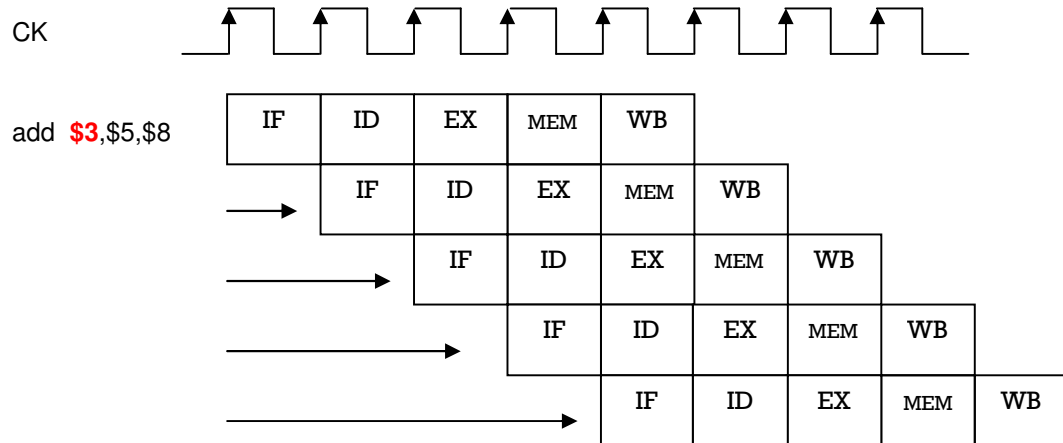 CK
add $3,$5,$8
IF ID EX MEM WB
IF ID EX MEM WB
IF ID EX MEM WB
IF ID EX MEM WB
IF ID EX MEM WB